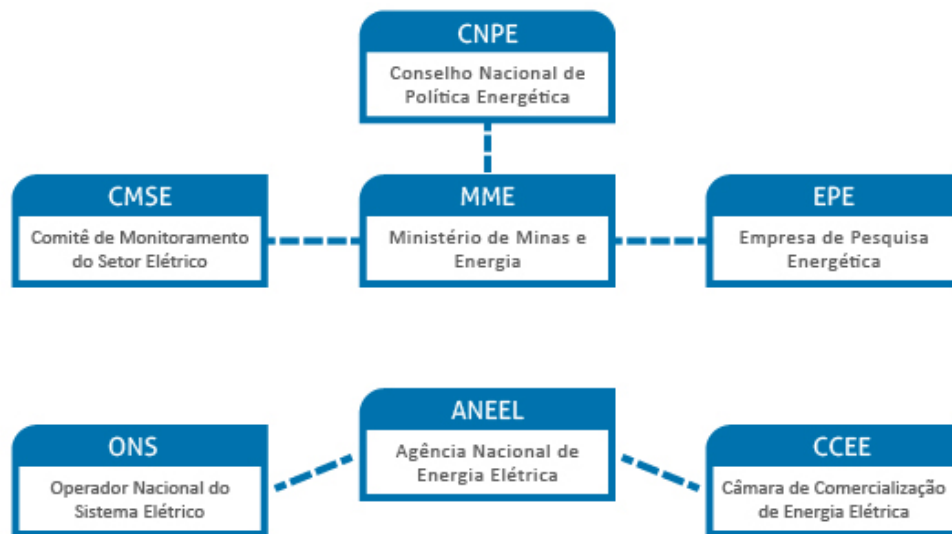 CNPE
Conselho Nacional de
Política Energética
CMSE
Comitê de Monitoramento
do Setor Elétrico
MME
Ministério de Minas e
Energia
EPE
Empresa de Pesquisa
Energética
ONS
Operador Nacional do
Sistema Elétrico
ANEEL
Agência Nacional de
Energia Elétrica
CCEE
Câmara de Comercialização
de Energia Elétrica